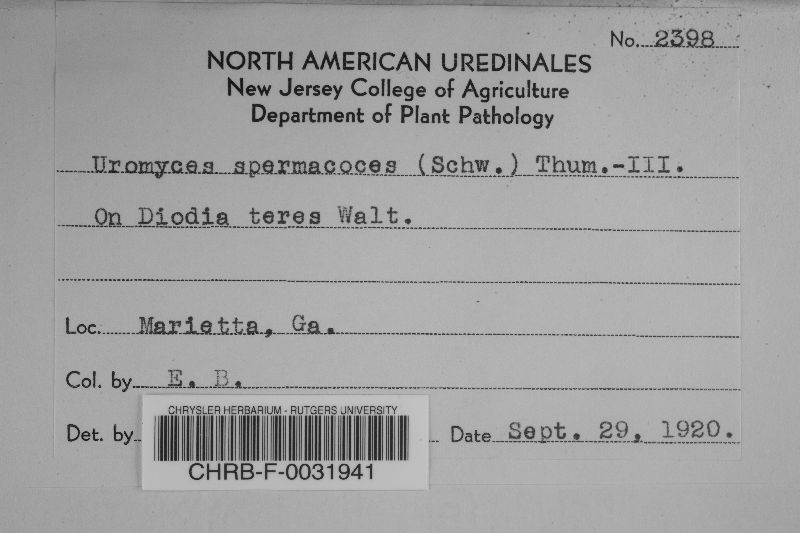 No. 2398
NORTH AMERICAN UREDINALES
New Jersey College of Agriculture
Department of Plant Pathology
Uromyces spermacoces (Schw.) Thum.-III.
On Diodia teres Walt.
Loc. Marietta, Ga.
Col. by E. B.
Det. by
Date Sept. 29, 1920.
CHRYSLER HERBARIUM - RUTGERS UNIVERSITY
CHRB-F-0031941